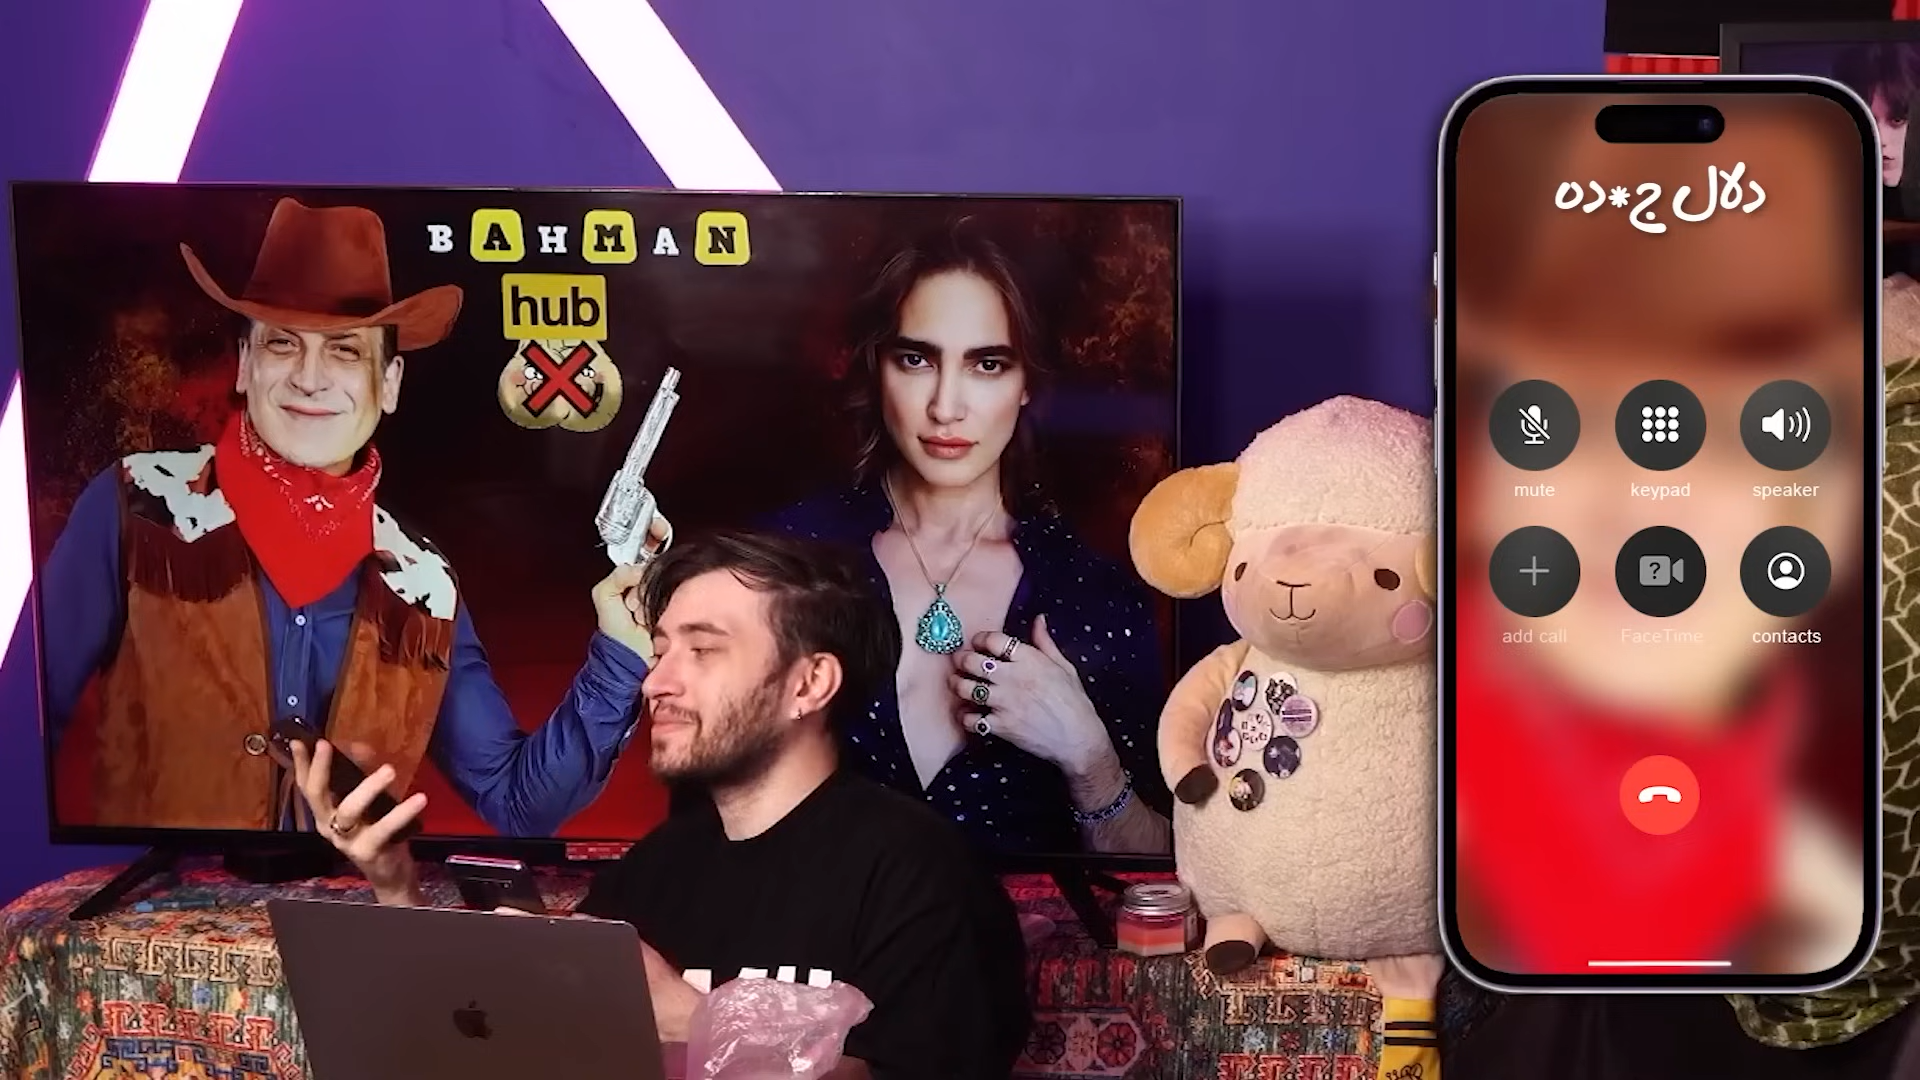 BAHMAN
hub
دلال ج*ده
mute
keypad
speaker
add call
FaceTime
contacts